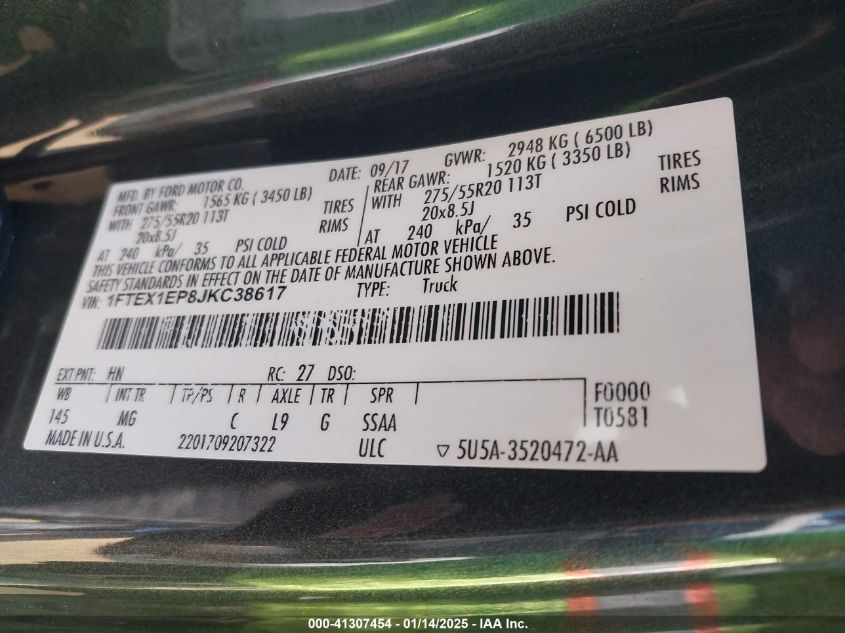 MFD. BY FORD MOTOR CO. DATE: 09/17 GVWR: 2948 KG ( 6500 LB)
FRONT GAWR: 1565 KG ( 3450 LB) REAR GAWR: 1520 KG ( 3350 LB)
WITH 275/55R20 113T TIRES WITH 275/55R20 113T TIRES
20x8.5J RIMS 20x8.5J RIMS
AT 240 kPa/ 35 PSI COLD AT 240 kPa/ 35 PSI COLD
THIS VEHICLE CONFORMS TO ALL APPLICABLE FEDERAL MOTOR VEHICLE
SAFETY STANDARDS IN EFFECT ON THE DATE OF MANUFACTURE SHOWN ABOVE.
VIN: 1FTEX1EP8JKC38617 TYPE: Truck
EXT PNT: HN RC: 27 DSO:
WB INT TR TP/PS R AXLE TR SPR F0000
145 MG C L9 G SSAA T0581
MADE IN U.S.A. 2201709207322 ULC ▽ 5U5A-3520472-AA
000-41307454 - 01/14/2025 - IAA Inc.